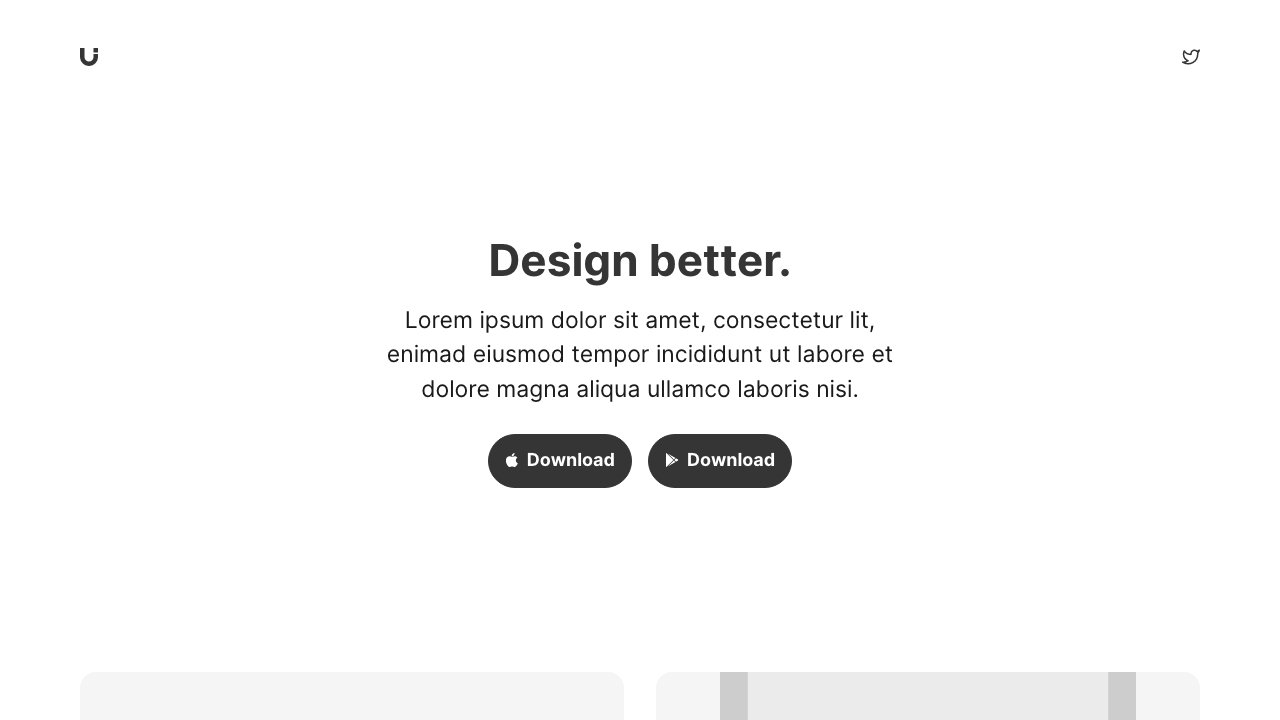 Design better.
Lorem ipsum dolor sit amet, consectetur lit,
enimad eiusmod tempor incididunt ut labore et
dolore magna aliqua ullamco laboris nisi.
Download
Download